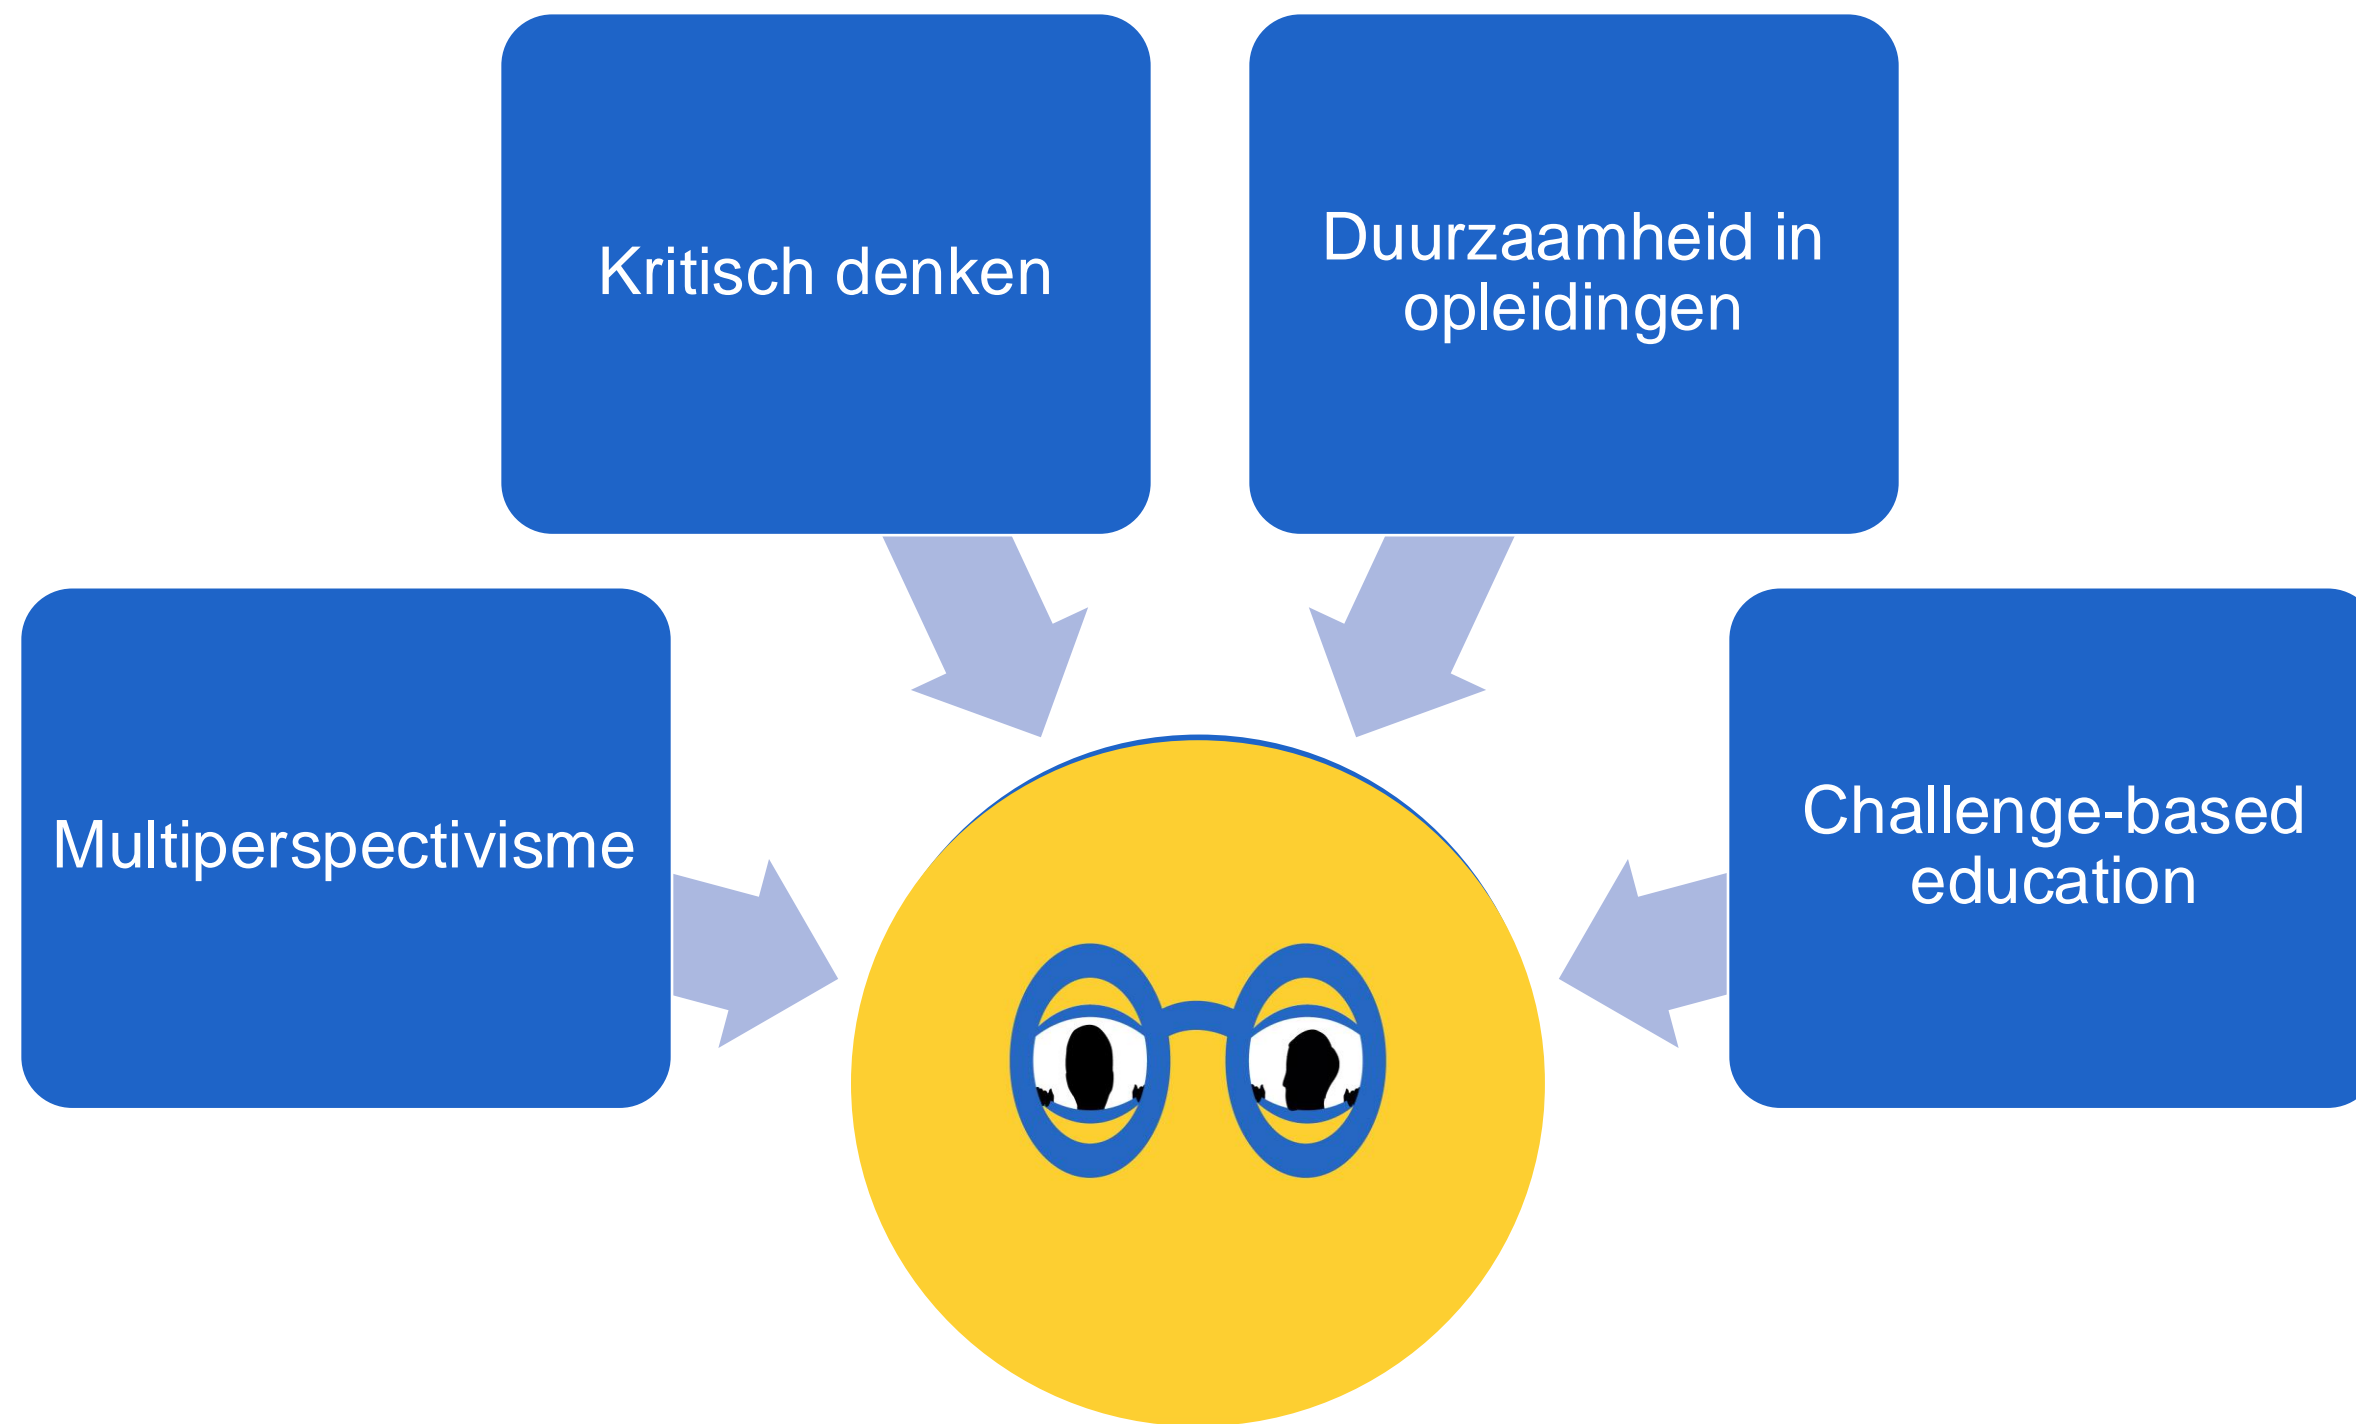 Kritisch denken
Duurzaamheid in
opleidingen
Multiperspectivisme
Challenge-based
education